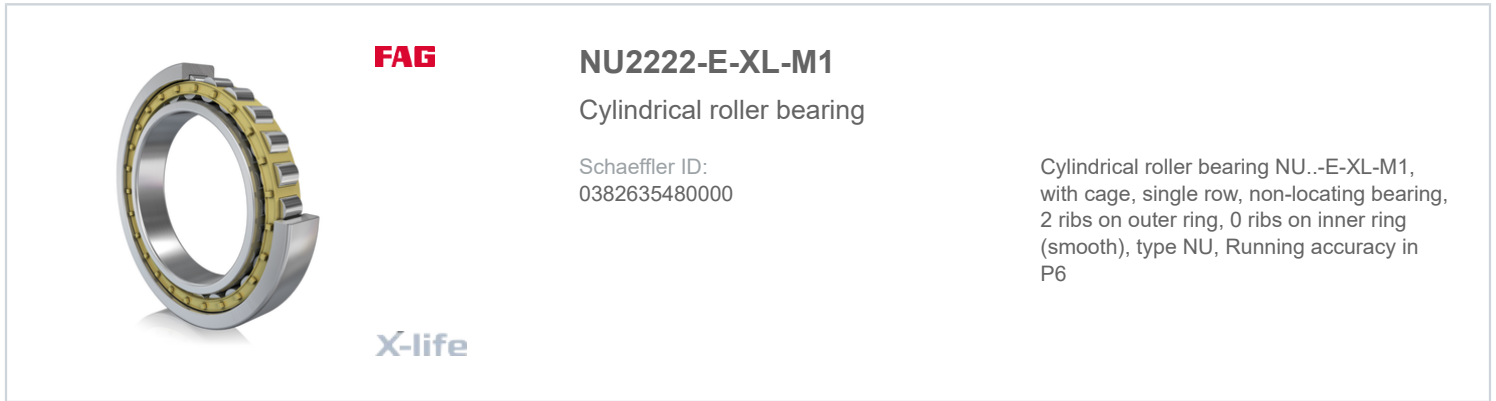 FAG
NU2222-E-XL-M1
Cylindrical roller bearing
Schaeffler ID:
0382635480000
Cylindrical roller bearing NU..-E-XL-M1,
with cage, single row, non-locating bearing,
2 ribs on outer ring, 0 ribs on inner ring
(smooth), type NU, Running accuracy in
P6
X-life